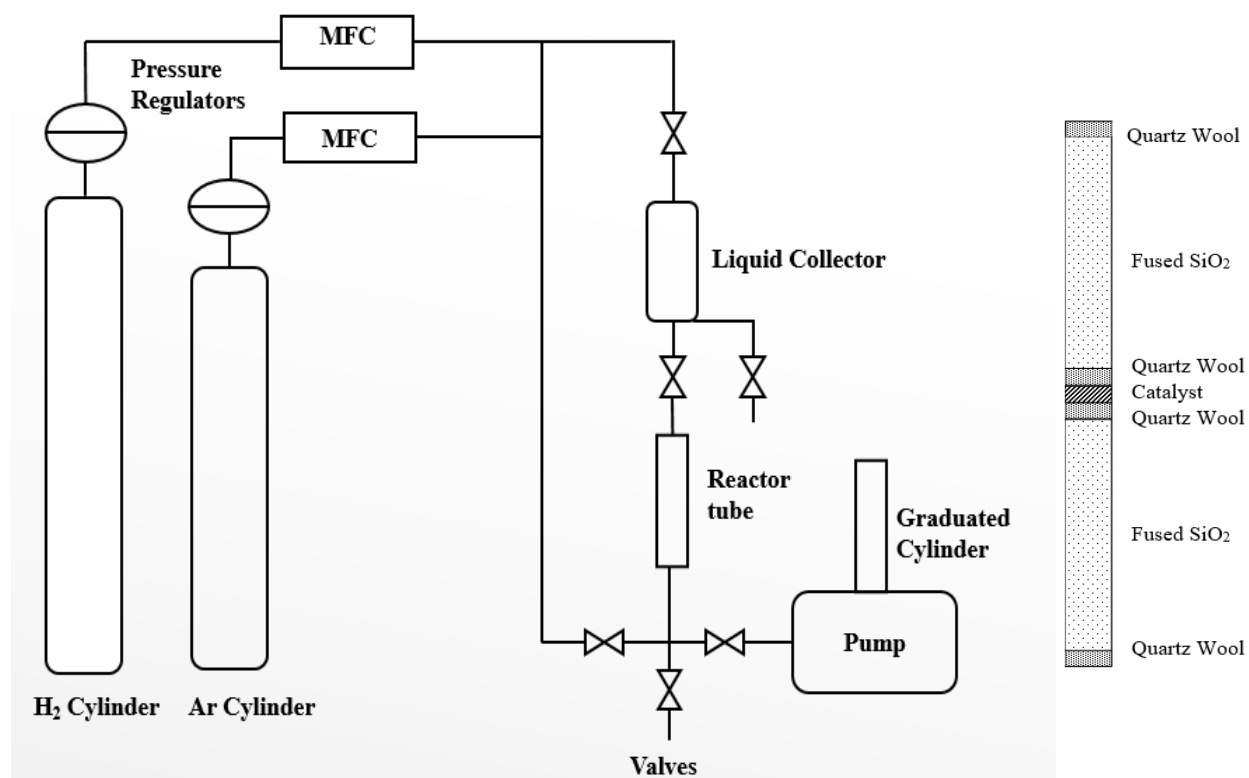 MFC
Pressure
Regulators
MFC
Liquid Collector
Reactor
tube
Graduated
Cylinder
Pump
H₂ Cylinder
Ar Cylinder
Valves
Quartz Wool
Fused SiO₂
Quartz Wool
Catalyst
Quartz Wool
Fused SiO₂
Quartz Wool